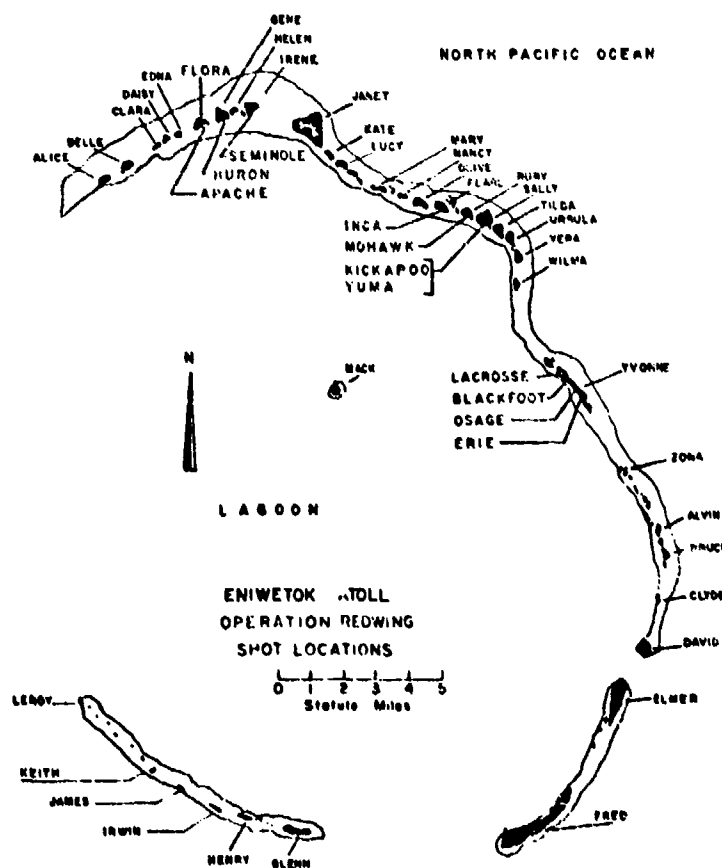 GENE
HELEN
IRENE
NORTH PACIFIC OCEAN
FLORA
EDNA
DAISY
CLARA
BELLE
ALICE
JANET
KATE
LUCY
SEMINOLE
HURON
APACHE
MARY
NANCY
OLIVE
PEARL
RUBY
SALLY
TILDA
URSULA
VERA
WILMA
INCA
MOHAWK
KICKAPOO
YUMA
N
MACK
LACROSSE
BLACKFOOT
OSAGE
ERIE
YVONNE
ZONA
LAGOON
ALVIN
BRUCE
CLYDE
DAVID
ENIWETOK ATOLL
OPERATION REDWING
SHOT LOCATIONS
0 1 2 3 4 5
Statute Miles
LEROY
KEITH
JAMES
IRWIN
HENRY
GLENN
ELMER
FRED